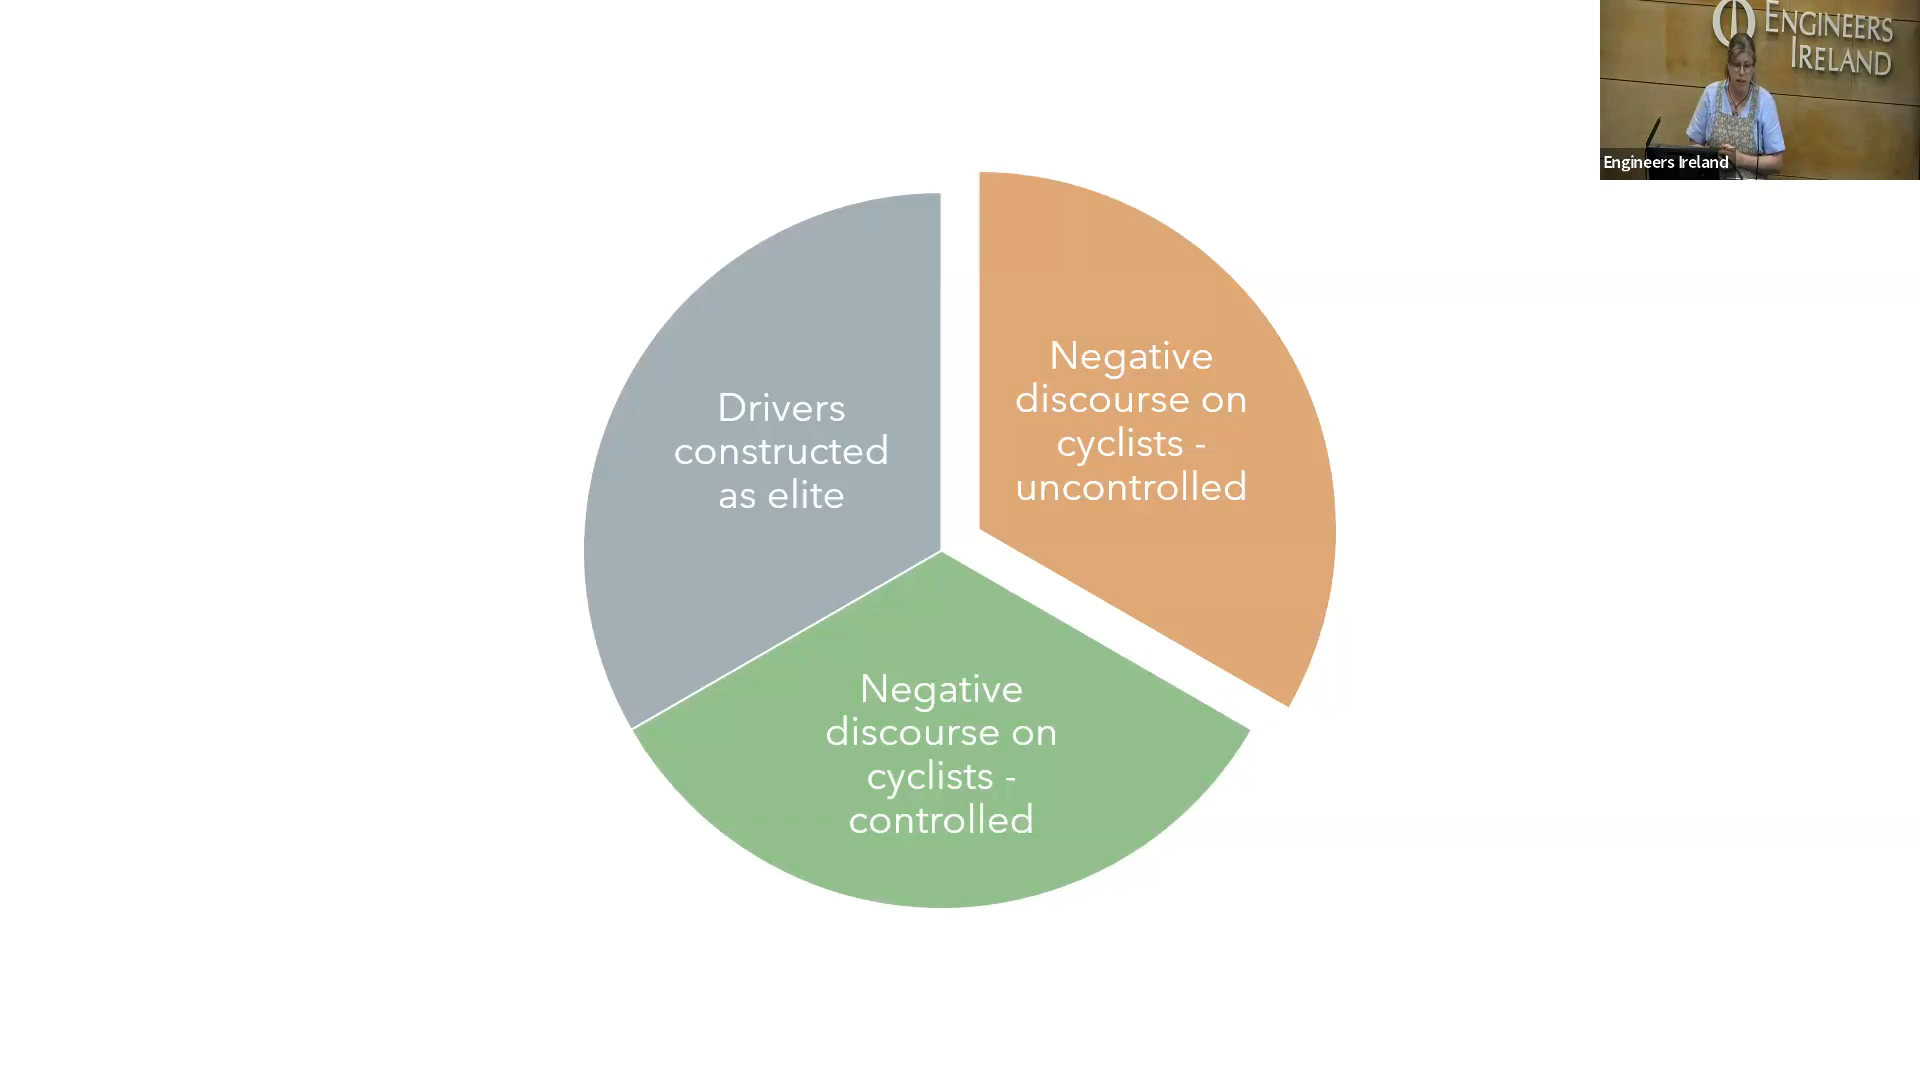 ENGINEERS
IRELAND
Engineers Ireland
Drivers
constructed
as elite
Negative
discourse on
cyclists -
uncontrolled
Negative
discourse on
cyclists -
controlled